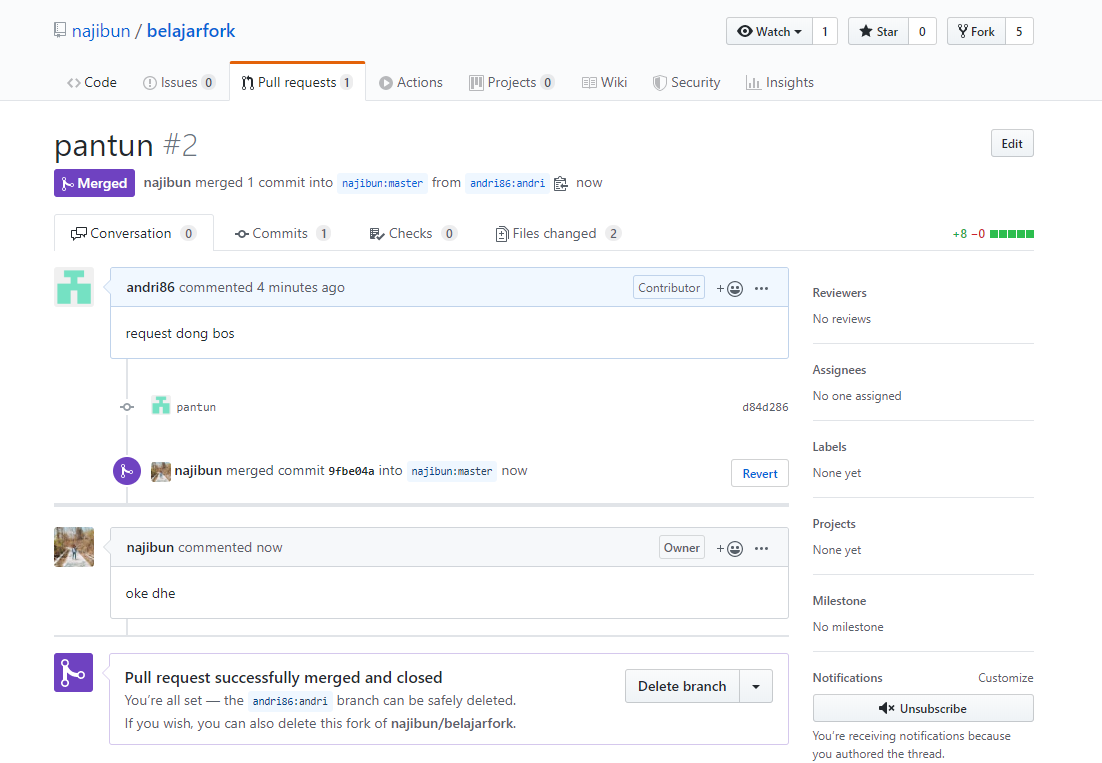 najibun / belajarfork
Watch 1 Star 0 Fork 5
Code Issues 0 Pull requests 1 Actions Projects 0 Wiki Security Insights
pantun #2
Edit
Merged najibun merged 1 commit into najibun:master from andri86:andri now
Conversation 0 Commits 1 Checks 0 Files changed 2 +8 −0
andri86 commented 4 minutes ago Contributor
request dong bos
pantun d84d286
najibun merged commit 9fbe04a into najibun:master now Revert
najibun commented now Owner
oke dhe
Pull request successfully merged and closed
You're all set — the andri86:andri branch can be safely deleted.
If you wish, you can also delete this fork of najibun/belajarfork.
Delete branch
Reviewers
No reviews
Assignees
No one assigned
Labels
None yet
Projects
None yet
Milestone
No milestone
Notifications Customize
Unsubscribe
You're receiving notifications because
you authored the thread.